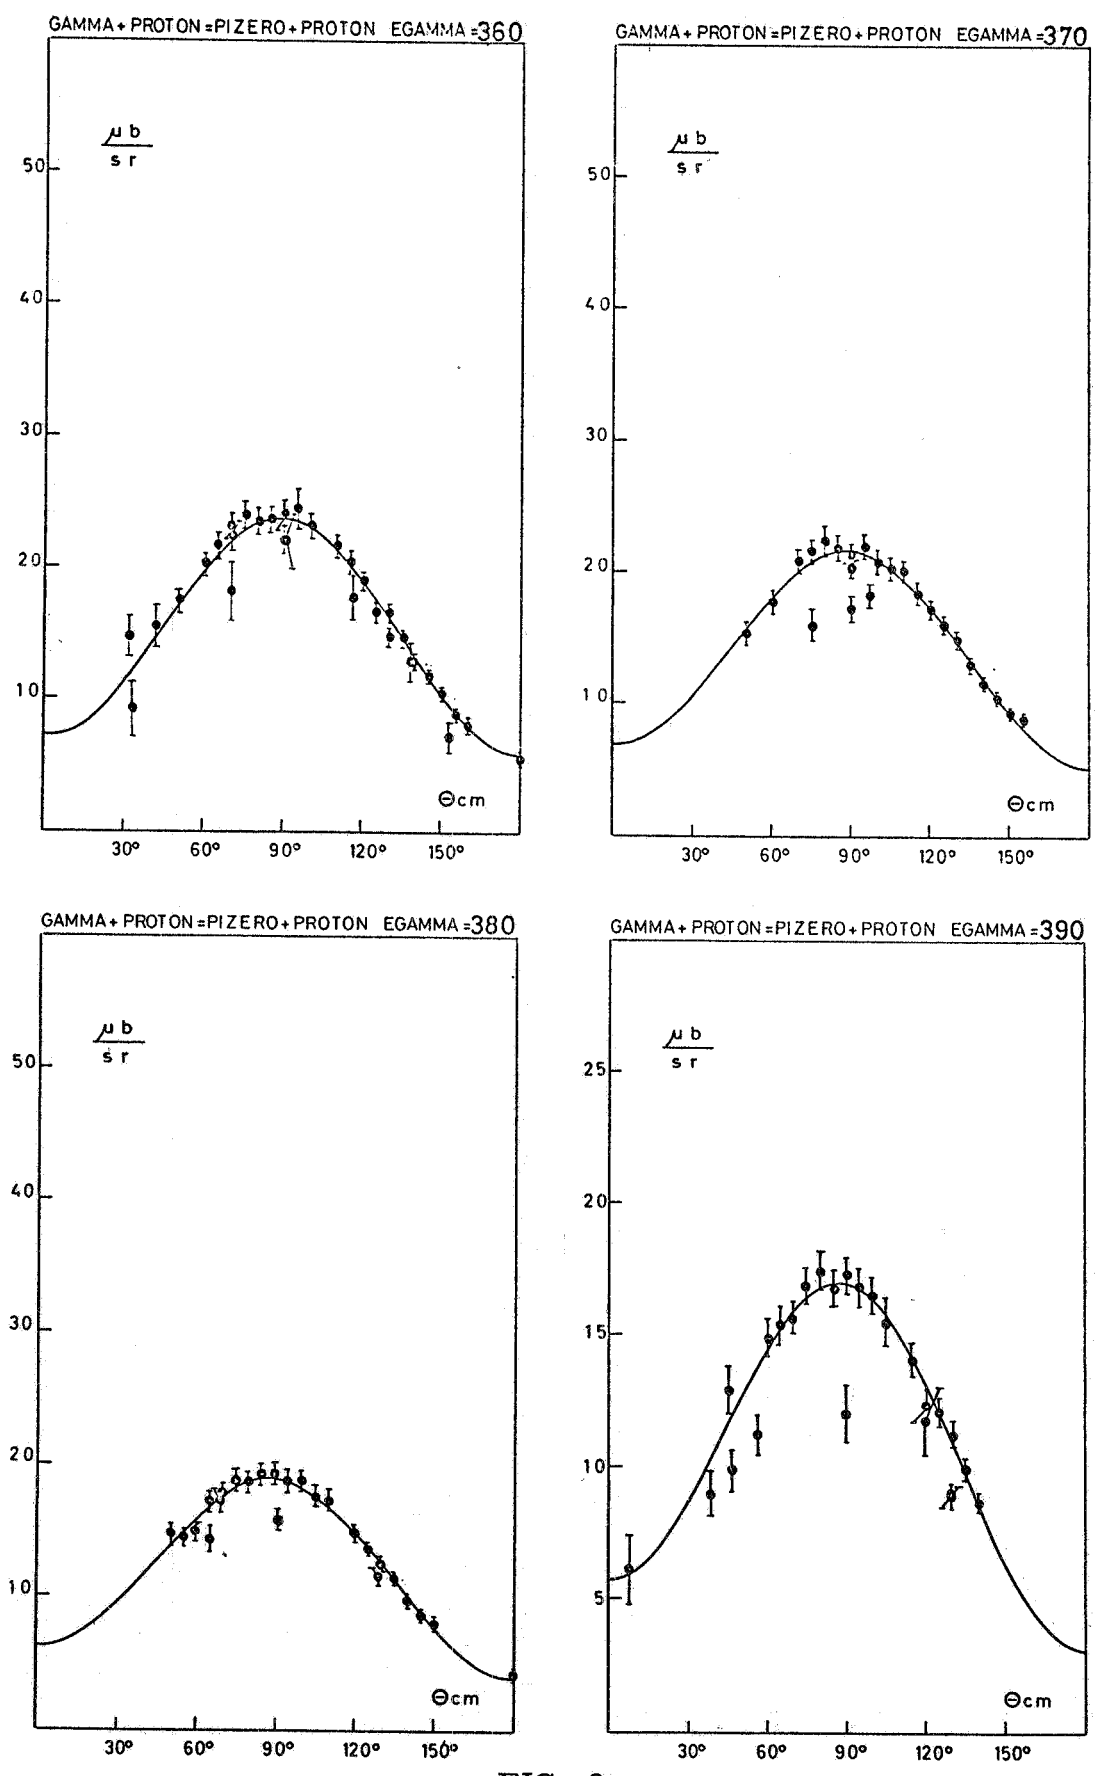 GAMMA + PROTON = PIZERO + PROTON EGAMMA = 360
μb
sr
50
40
30
20
10
Θcm
30° 60° 90° 120° 150°
GAMMA + PROTON = PIZERO + PROTON EGAMMA = 370
μb
sr
50
40
30
20
10
Θcm
30° 60° 90° 120° 150°
GAMMA + PROTON = PIZERO + PROTON EGAMMA = 380
μb
sr
50
40
30
20
10
Θcm
30° 60° 90° 120° 150°
GAMMA + PROTON = PIZERO + PROTON EGAMMA = 390
μb
sr
25
20
15
10
5
Θcm
30° 60° 90° 120° 150°